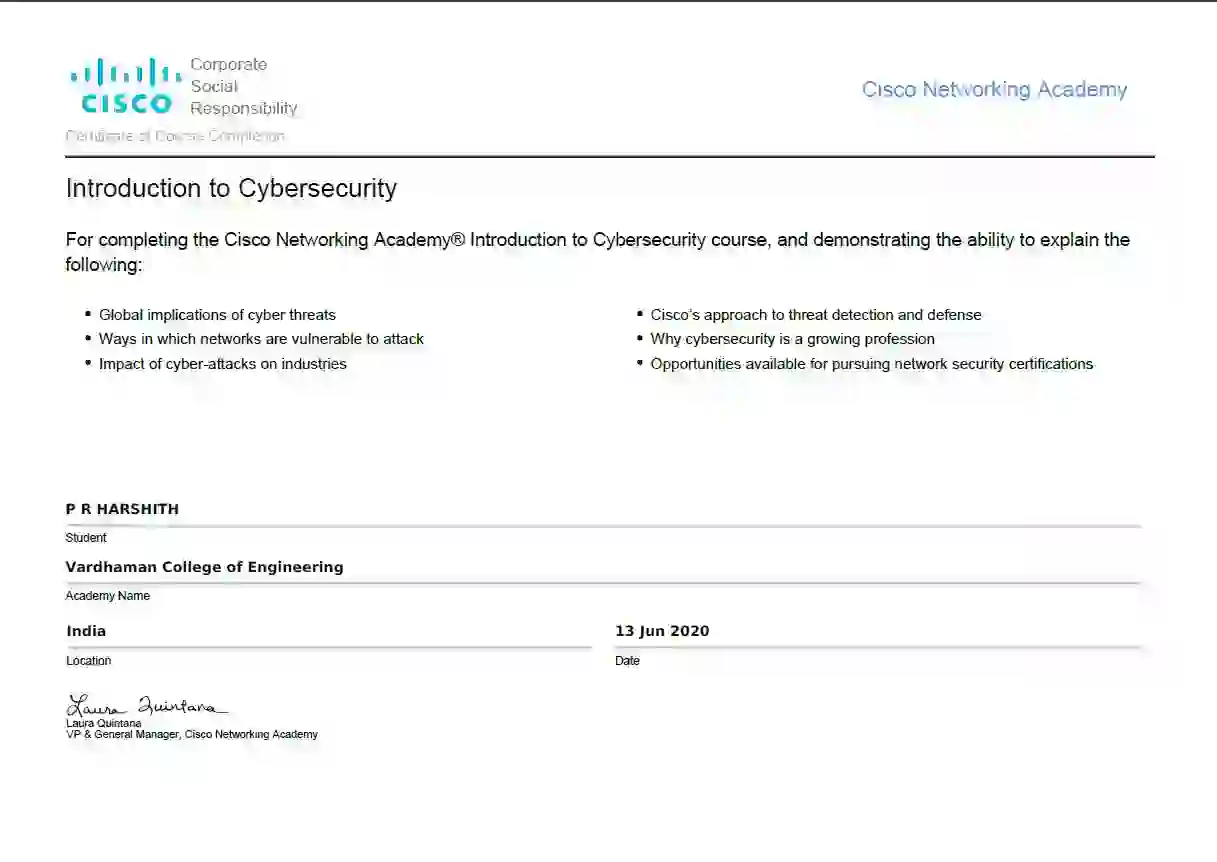 Corporate
Social
Responsibility
CISCO
Cisco Networking Academy
Certificate of Course Completion
Introduction to Cybersecurity
For completing the Cisco Networking Academy® Introduction to Cybersecurity course, and demonstrating the ability to explain the
following:
• Global implications of cyber threats
• Ways in which networks are vulnerable to attack
• Impact of cyber-attacks on industries
• Cisco's approach to threat detection and defense
• Why cybersecurity is a growing profession
• Opportunities available for pursuing network security certifications
P R HARSHITH
Student
Vardhaman College of Engineering
Academy Name
India
Location
13 Jun 2020
Date
Laura Quintana
Laura Quintana
VP & General Manager, Cisco Networking Academy